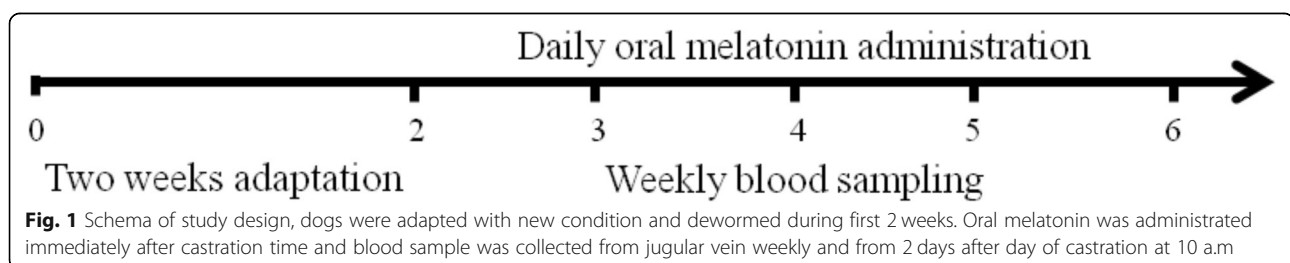 Daily oral melatonin administration
0 2 3 4 5 6
Two weeks adaptation Weekly blood sampling
Fig. 1 Schema of study design, dogs were adapted with new condition and dewormed during first 2 weeks. Oral melatonin was administrated
immediately after castration time and blood sample was collected from jugular vein weekly and from 2 days after day of castration at 10 a.m